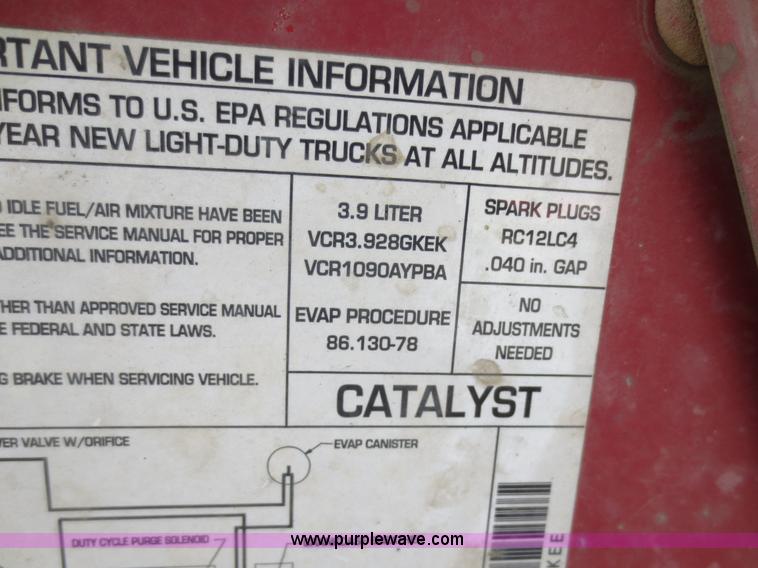 RTANT VEHICLE INFORMATION
NFORMS TO U.S. EPA REGULATIONS APPLICABLE
YEAR NEW LIGHT-DUTY TRUCKS AT ALL ALTITUDES.
IDLE FUEL/AIR MIXTURE HAVE BEEN
EE THE SERVICE MANUAL FOR PROPER
ADDITIONAL INFORMATION.
HER THAN APPROVED SERVICE MANUAL
E FEDERAL AND STATE LAWS.
G BRAKE WHEN SERVICING VEHICLE.
3.9 LITER
VCR3.928GKEK
VCR1090AYPBA
EVAP PROCEDURE
86.130-78
SPARK PLUGS
RC12LC4
.040 in. GAP
NO
ADJUSTMENTS
NEEDED
CATALYST
VER VALVE W/ORIFICE
EVAP CANISTER
DUTY CYCLE PURGE SOLENOID
KEE
www.purplewave.com